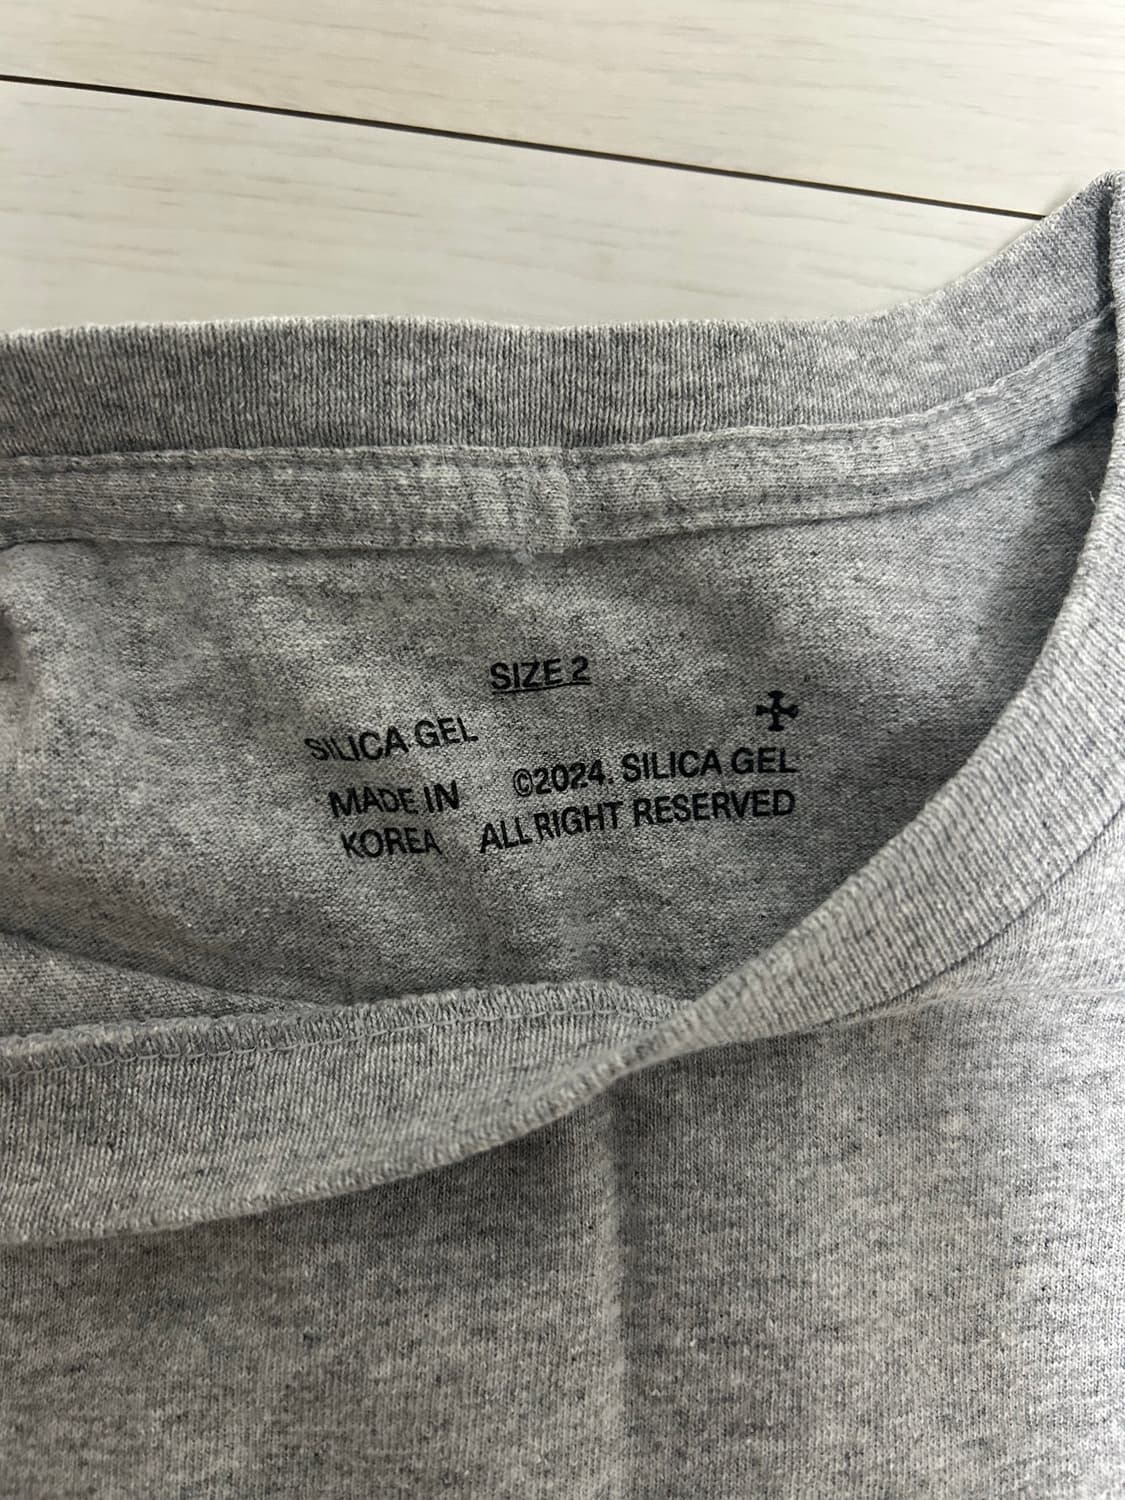 SIZE 2
SILICA GEL
MADE IN
KOREA
©2024. SILICA GEL
ALL RIGHT RESERVED